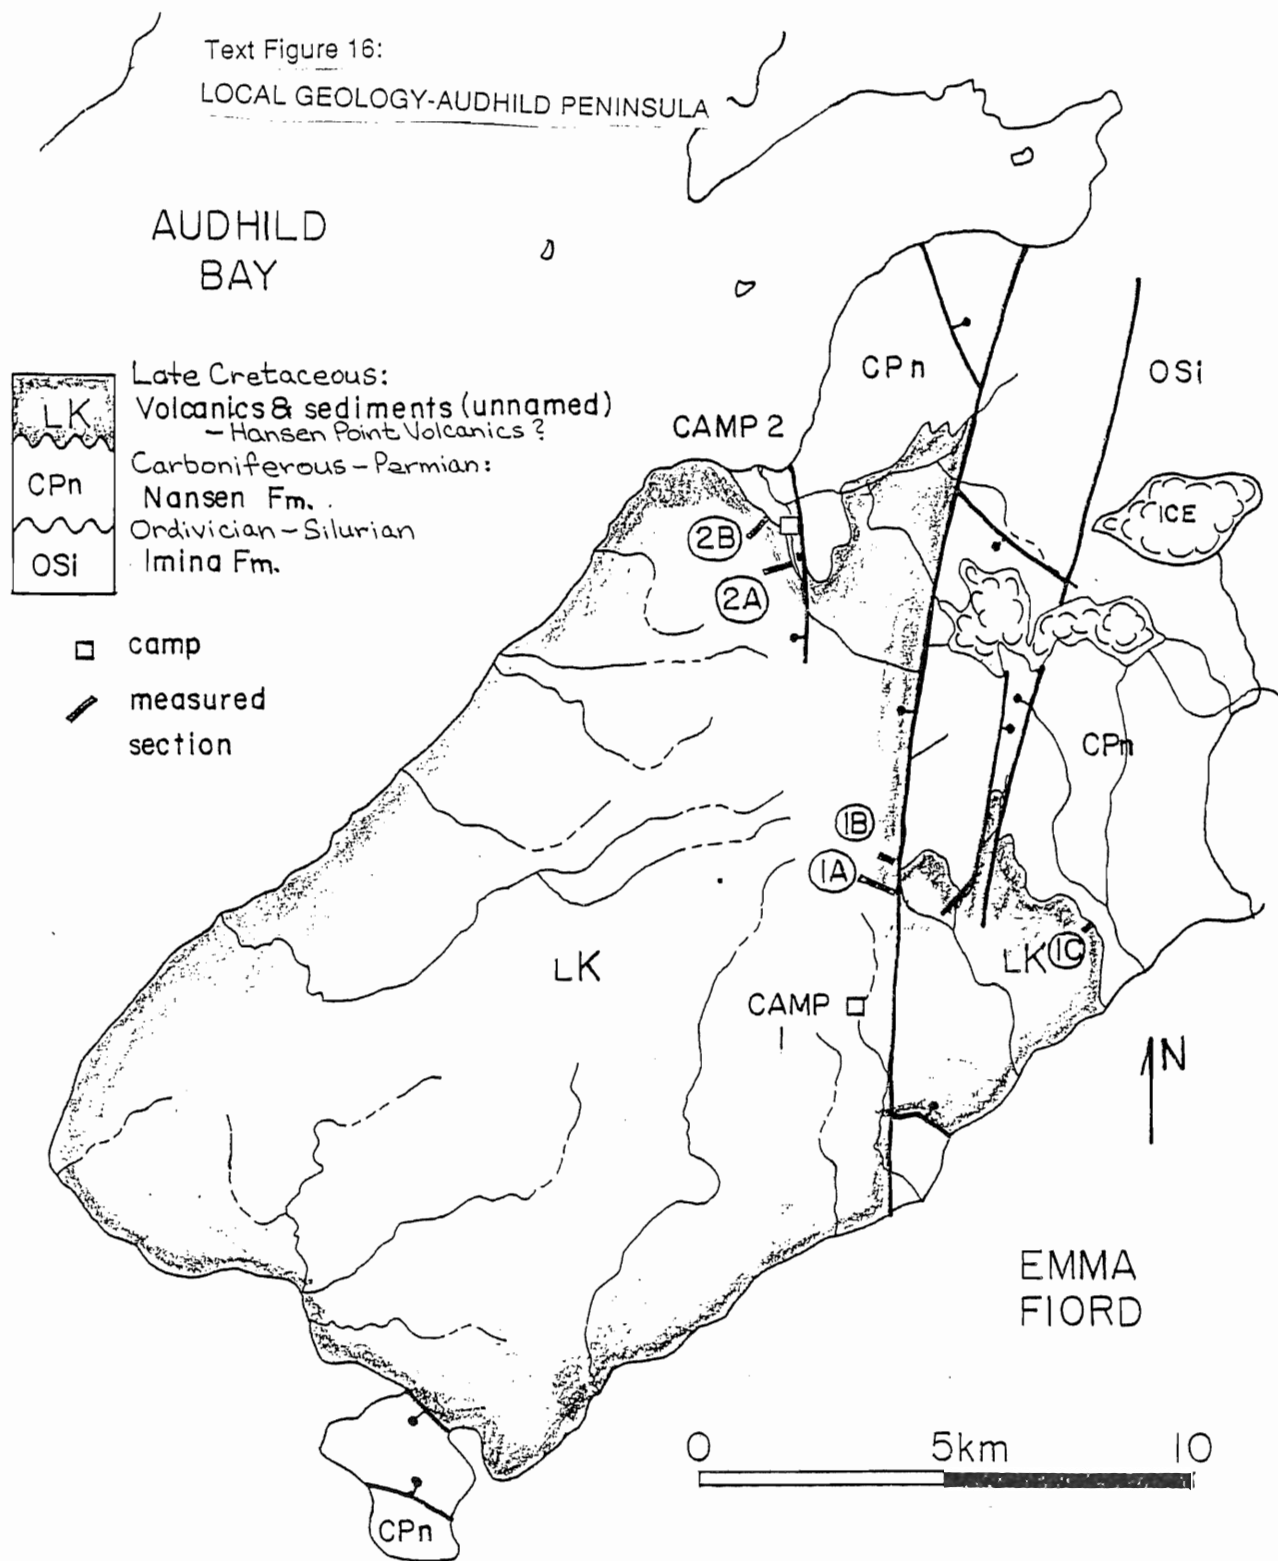 Text Figure 16:
LOCAL GEOLOGY-AUDHILD PENINSULA
AUDHILD
BAY
LK
Late Cretaceous:
Volcanics & sediments (unnamed)
- Hansen Point Volcanics ?
CPn
Carboniferous-Permian:
Nansen Fm.
OSi
Ordivician-Silurian
Imina Fm.
camp
measured
section
CPn
OSi
CAMP 2
ICE
2B
2A
CPn
1B
1A
LK
LK
1C
CAMP
1
N
EMMA
FIORD
0 5km 10
CPn